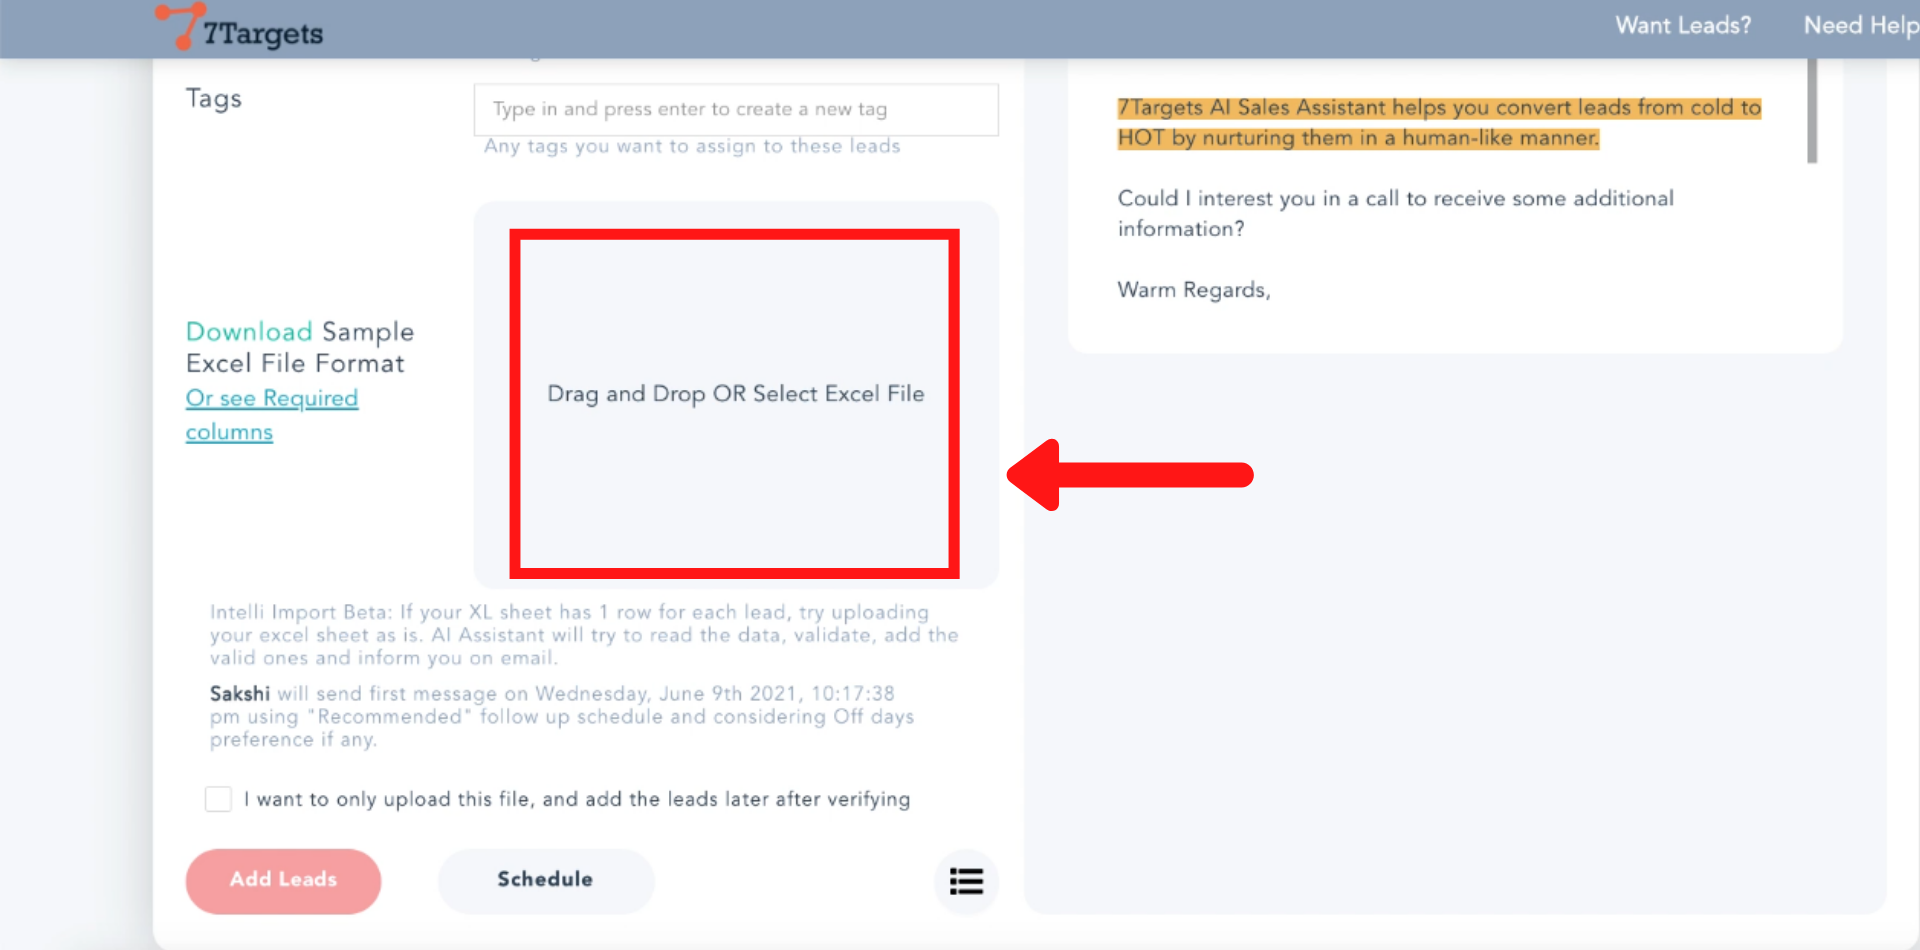 7Targets
Want Leads?
Need Help
Tags
Type in and press enter to create a new tag
Any tags you want to assign to these leads
Download Sample
Excel File Format
Or see Required
columns
Drag and Drop OR Select Excel File
Intelli Import Beta: If your XL sheet has 1 row for each lead, try uploading
your excel sheet as is. AI Assistant will try to read the data, validate, add the
valid ones and inform you on email.
Sakshi will send first message on Wednesday, June 9th 2021, 10:17:38
pm using "Recommended" follow up schedule and considering Off days
preference if any.
I want to only upload this file, and add the leads later after verifying
Add Leads
Schedule
7Targets AI Sales Assistant helps you convert leads from cold to
HOT by nurturing them in a human-like manner.
Could I interest you in a call to receive some additional
information?
Warm Regards,